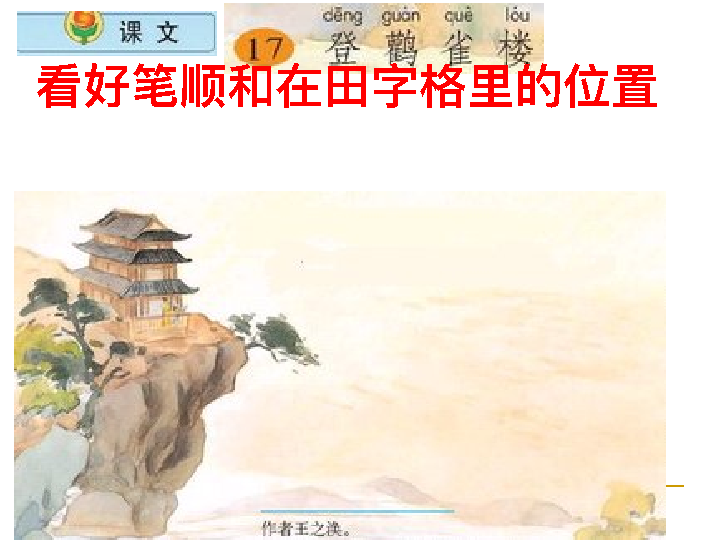 课 文
17
dēng guàn què lóu
登 鹳 雀 楼
看好笔顺和在田字格里的位置
作者王之涣。